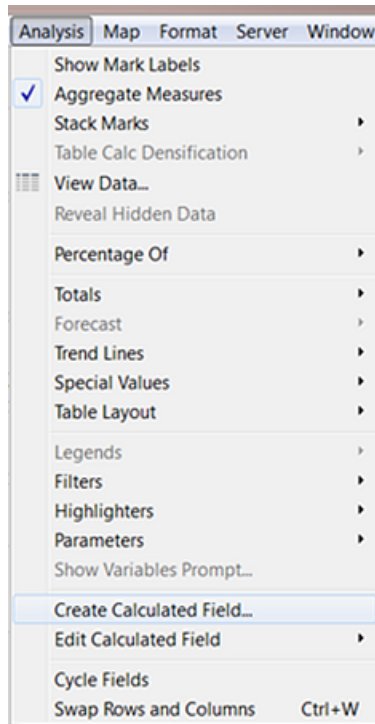 Analysis Map Format Server Window
Show Mark Labels
Aggregate Measures
Stack Marks
Table Calc Densification
View Data...
Reveal Hidden Data
Percentage Of
Totals
Forecast
Trend Lines
Special Values
Table Layout
Legends
Filters
Highlighters
Parameters
Show Variables Prompt...
Create Calculated Field...
Edit Calculated Field
Cycle Fields
Swap Rows and Columns Ctrl+W